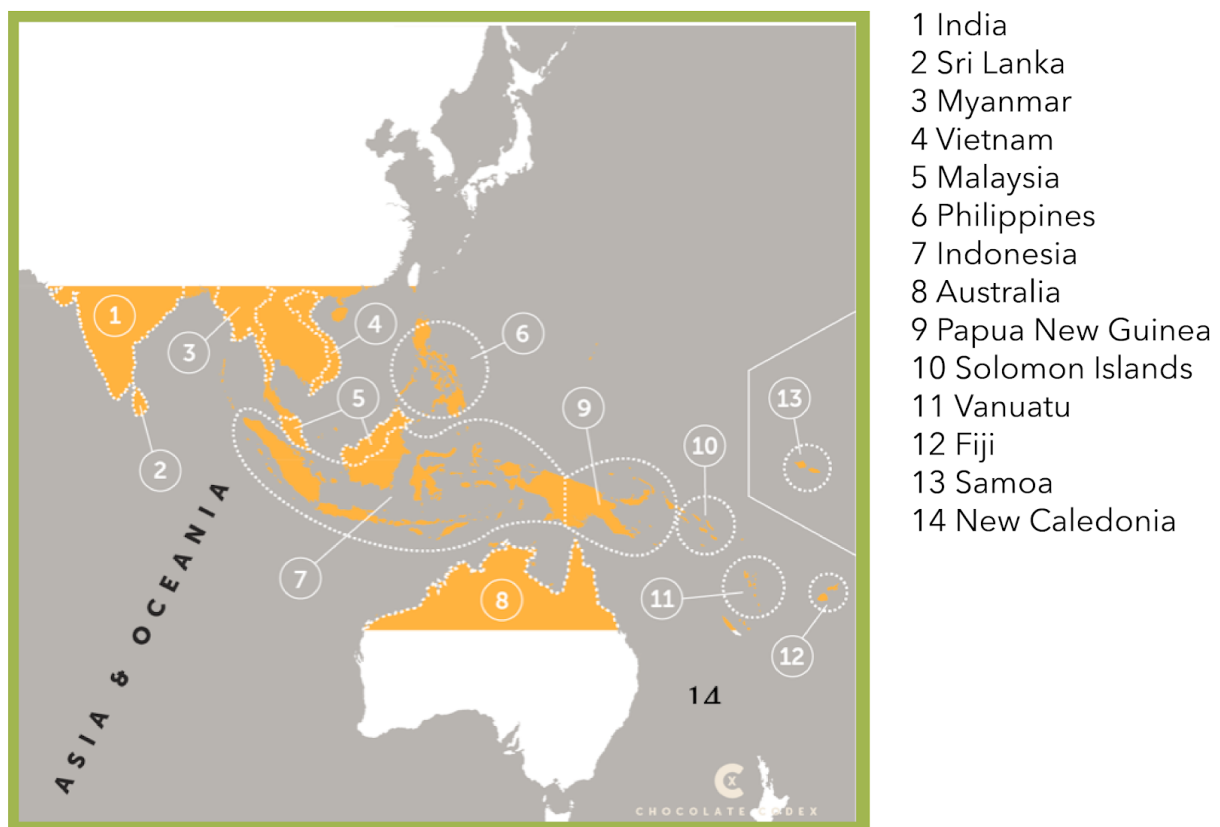 1 India
2 Sri Lanka
3 Myanmar
4 Vietnam
5 Malaysia
6 Philippines
7 Indonesia
8 Australia
9 Papua New Guinea
10 Solomon Islands
11 Vanuatu
12 Fiji
13 Samoa
14 New Caledonia
1
4
6
3
5
13
9
10
2
7
8
11
12
14
ASIA & OCEANIA
CX
CHOCOLATE CODEX